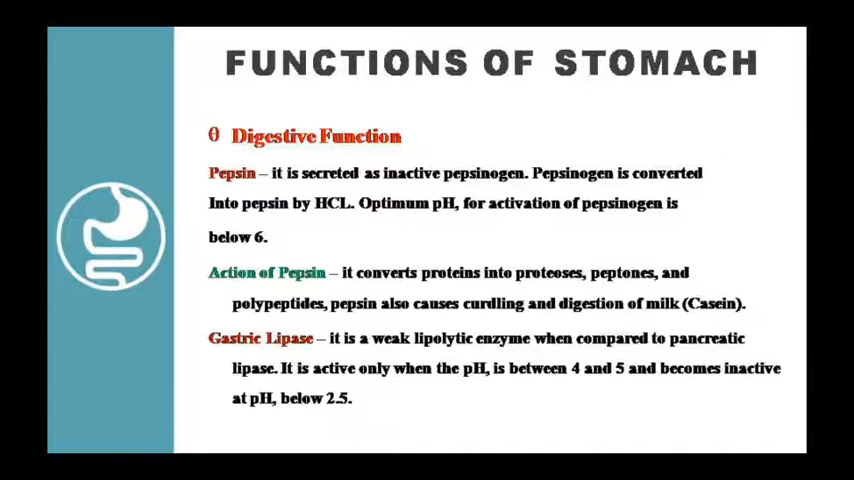 FUNCTIONS OF STOMACH
θ Digestive Function
Pepsin – it is secreted as inactive pepsinogen. Pepsinogen is converted
Into pepsin by HCL. Optimum pH, for activation of pepsinogen is
below 6.
Action of Pepsin – it converts proteins into proteoses, peptones, and
polypeptides, pepsin also causes curdling and digestion of milk (Casein).
Gastric Lipase – it is a weak lipolytic enzyme when compared to pancreatic
lipase. It is active only when the pH, is between 4 and 5 and becomes inactive
at pH, below 2.5.